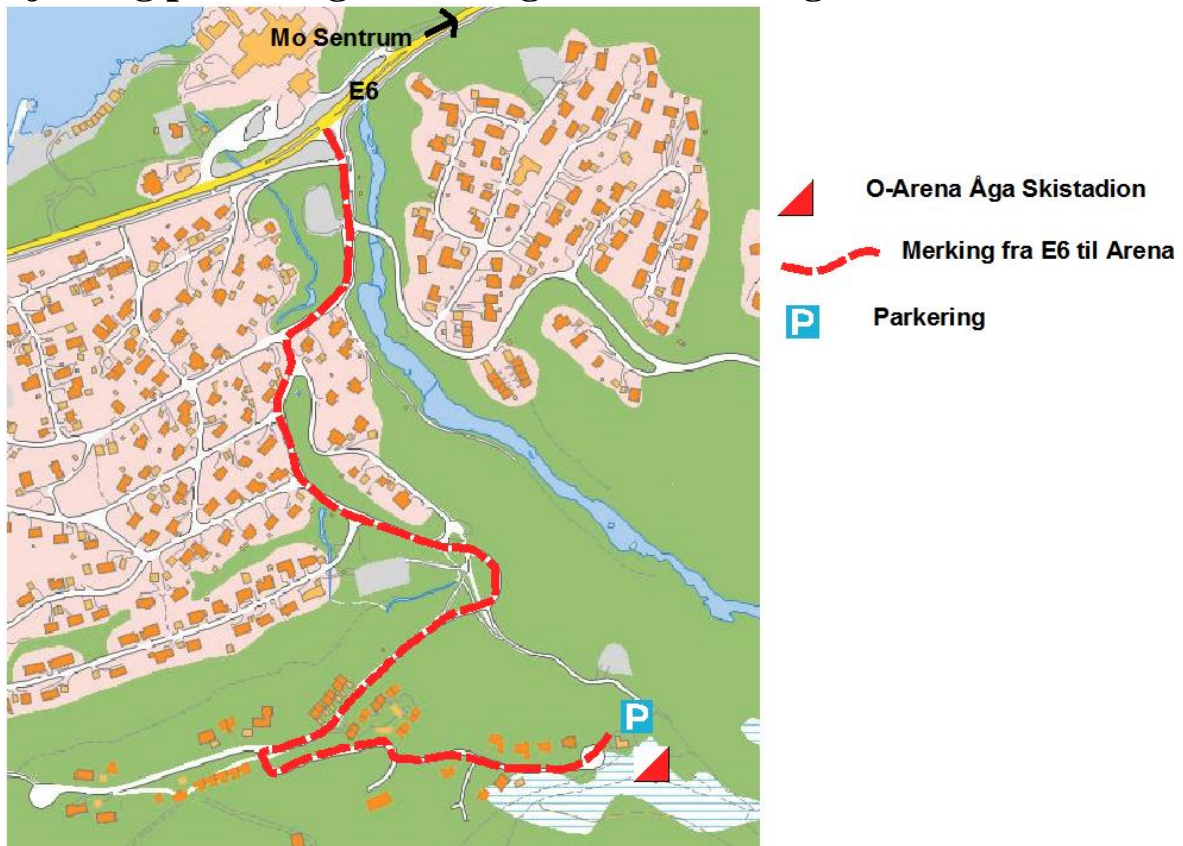 Mo Sentrum
E6
O-Arena Åga Skistadion
Merking fra E6 til Arena
P Parkering
P